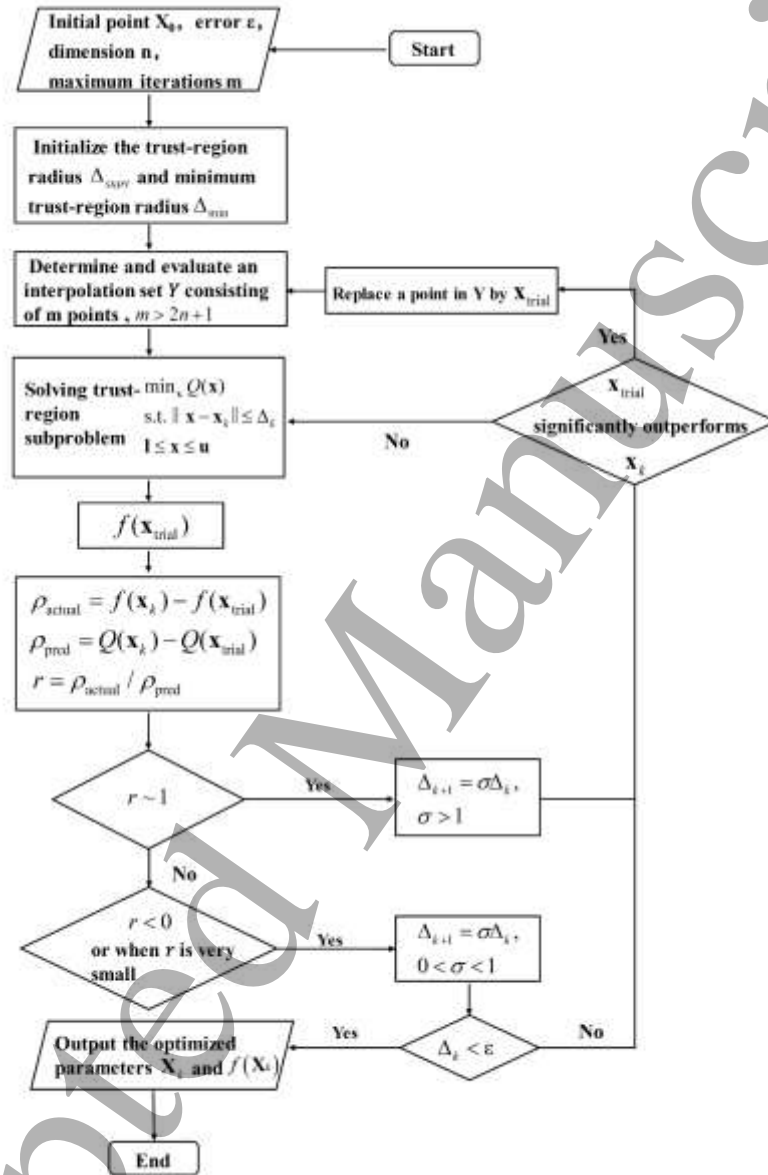 Start
Initial point X₀, error ε,
dimension n,
maximum iterations m
Initialize the trust-region
radius Δ and minimum
trust-region radius Δmin
Determine and evaluate an
interpolation set Y consisting
of m points , m > 2n+1
Replace a point in Y by Xtrial
Yes
xtrial
significantly outperforms
xk
No
Solving trust-region subproblem
min, Q(x)
s.t. ‖ x−xk ‖ ≤ Δk
l ≤ x ≤ u
f(xtrial)
ρactual = f(xk) − f(xtrial)
ρpred = Q(xk) − Q(xtrial)
r = ρactual / ρpred
r ~ 1
Yes
Δk+1 = σΔk,
σ > 1
No
r < 0
or when r is very
small
Yes
Δk+1 = σΔk,
0 < σ < 1
Δk < ε
No
Yes
Output the optimized
parameters Xk and f(Xk)
End
pted Manuscri